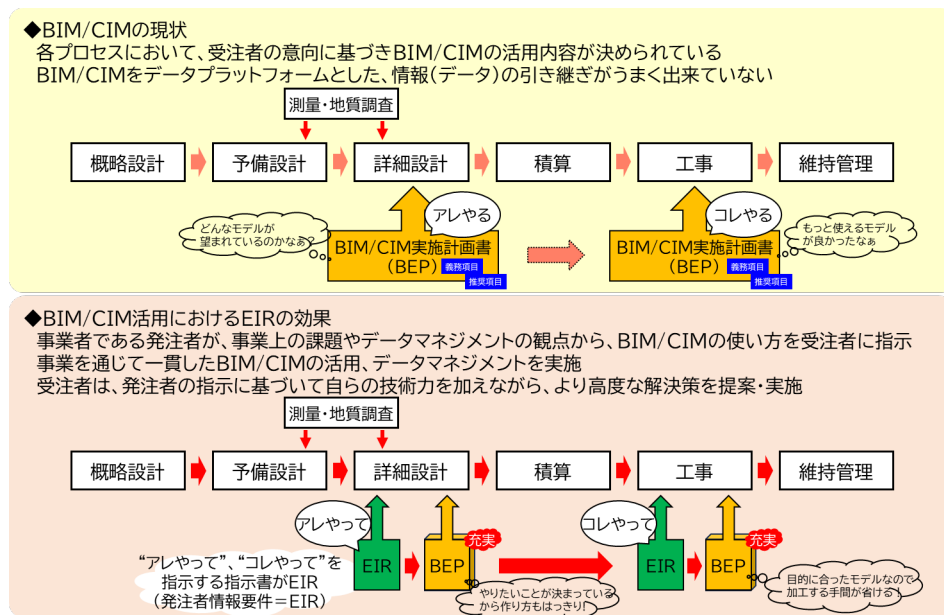 ◆BIM/CIMの現状
各プロセスにおいて、受注者の意向に基づきBIM/CIMの活用内容が決められている
BIM/CIMをデータプラットフォームとした、情報(データ)の引き継ぎがうまく出来ていない
測量・地質調査
概略設計
予備設計
詳細設計
積算
工事
維持管理
どんなモデルが
望まれているのかなぁ?
アレやる
BIM/CIM実施計画書
(BEP)
義務項目
推奨項目
コレやる
BIM/CIM実施計画書
(BEP)
義務項目
推奨項目
もっと使えるモデル
が良かったなぁ
◆BIM/CIM活用におけるEIRの効果
事業者である発注者が、事業上の課題やデータマネジメントの観点から、BIM/CIMの使い方を受注者に指示
事業を通じて一貫したBIM/CIMの活用、データマネジメントを実施
受注者は、発注者の指示に基づいて自らの技術力を加えながら、より高度な解決策を提案・実施
測量・地質調査
概略設計
予備設計
詳細設計
積算
工事
維持管理
アレやって
EIR
BEP
充実
コレやって
EIR
BEP
充実
“アレやって”、“コレやって”を
指示する指示書がEIR
(発注者情報要件=EIR)
やりたいことが決まっている
から作り方もはっきり!
目的に合ったモデルなので
加工する手間が省ける!